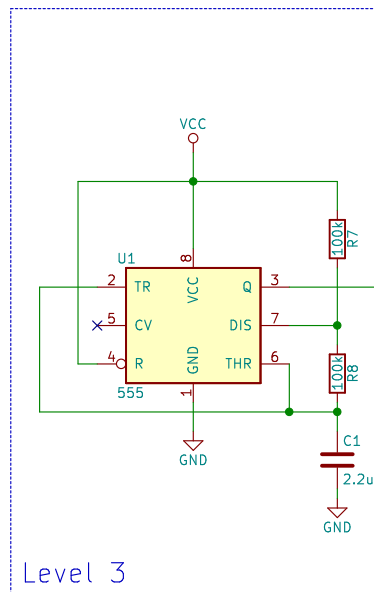 VCC
U1
8
100k
R7
2
TR
VCC
Q
3
5
CV
DIS
7
4
R
GND
THR
6
100k
R8
555
1
GND
C1
2.2u
GND
Level 3